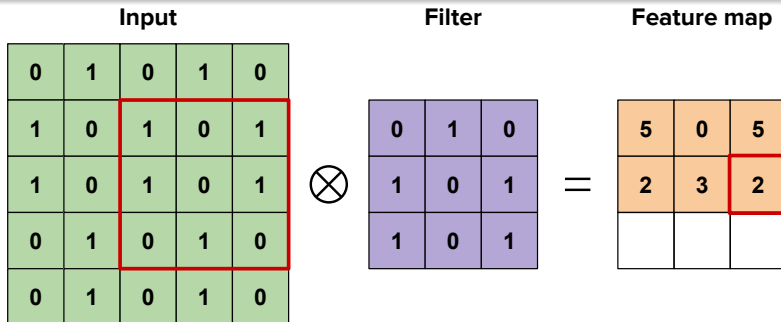 Input Filter Feature map
0 1 0 1 0
1 0 1 0 1 0 1 0 5 0 5
1 0 1 0 1 ⊗ 1 0 1 = 2 3 2
0 1 0 1 0 1 0 1
0 1 0 1 0